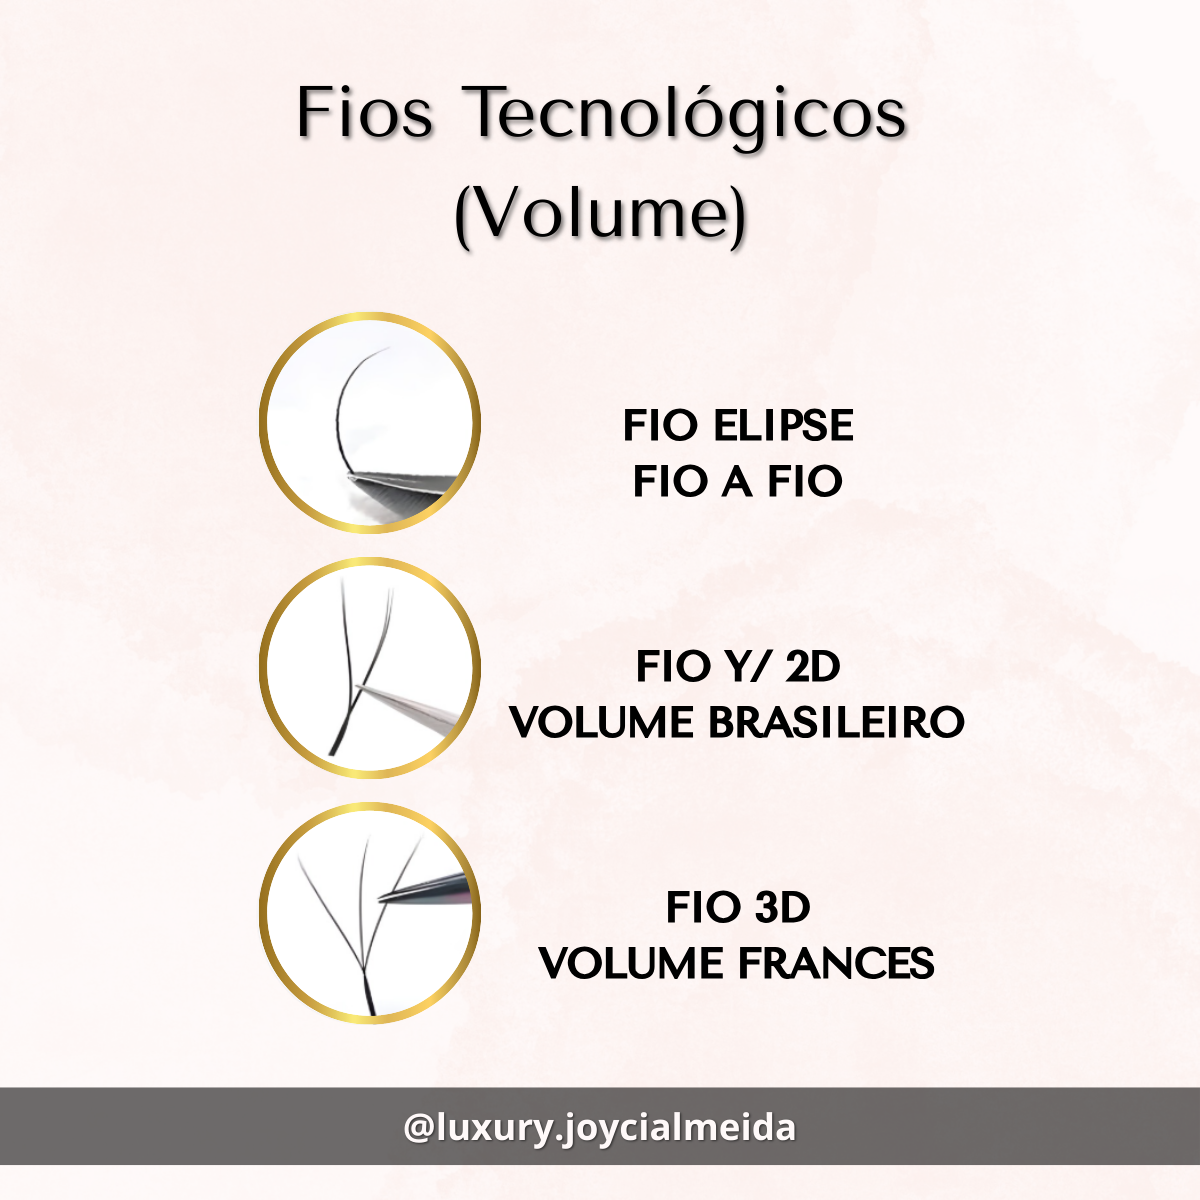 Fios Tecnológicos
(Volume)
FIO ELIPSE
FIO A FIO
FIO Y/ 2D
VOLUME BRASILEIRO
FIO 3D
VOLUME FRANCES
@luxury.joycialmeida